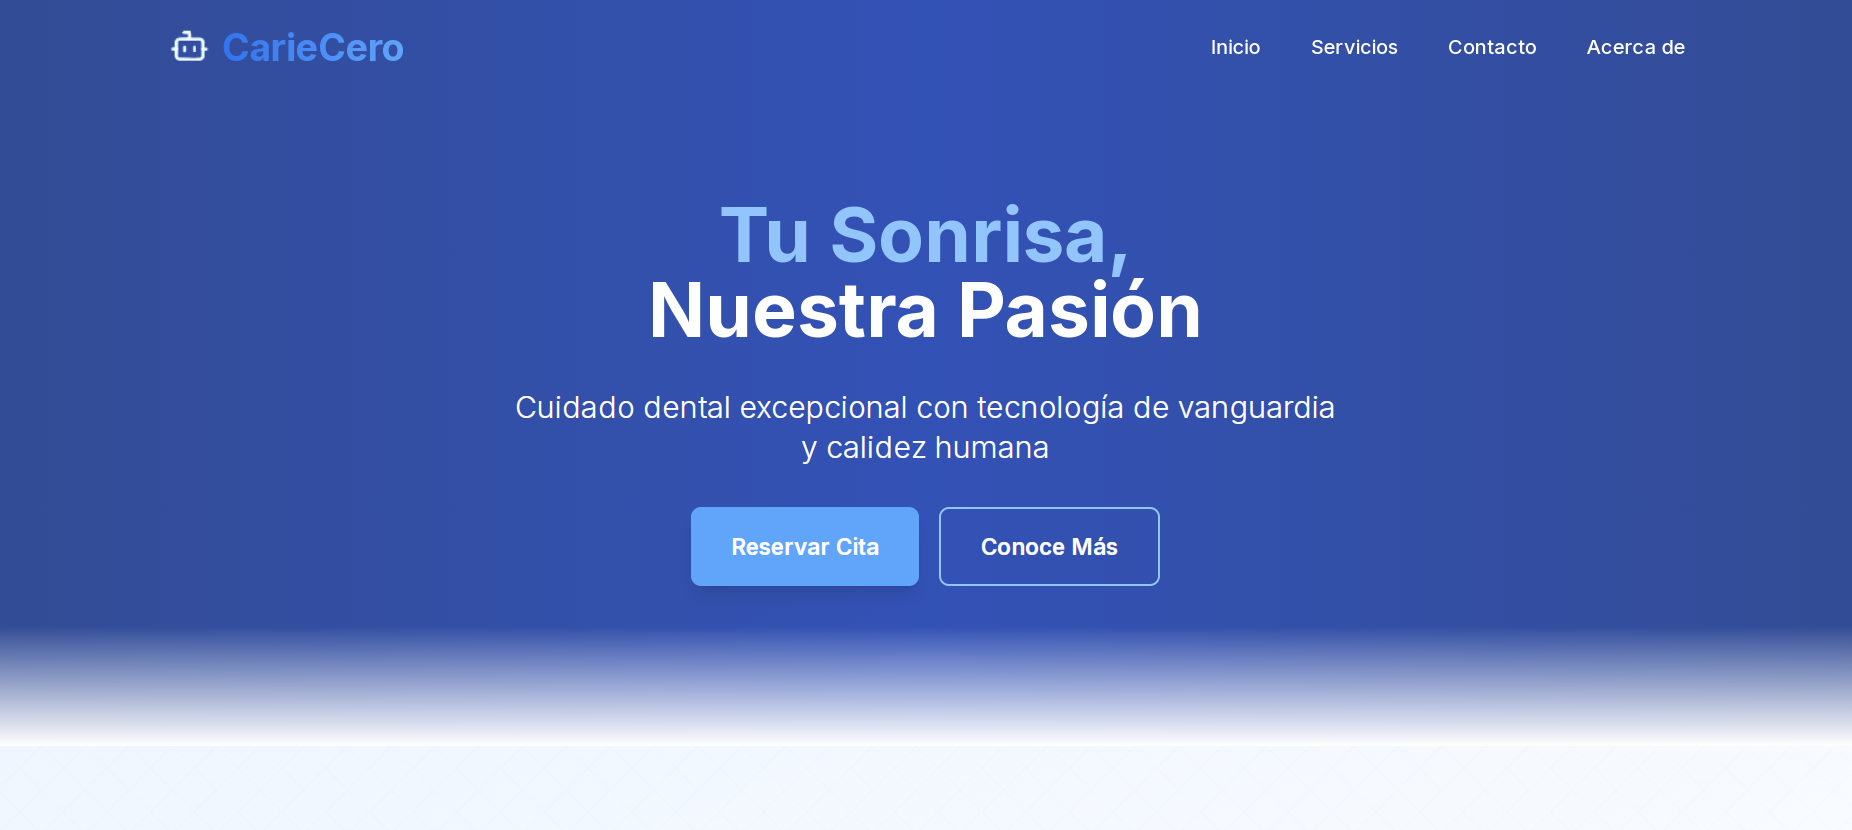 CarieCero
Inicio
Servicios
Contacto
Acerca de
Tu Sonrisa,
Nuestra Pasión
Cuidado dental excepcional con tecnología de vanguardia
y calidez humana
Reservar Cita
Conoce Más